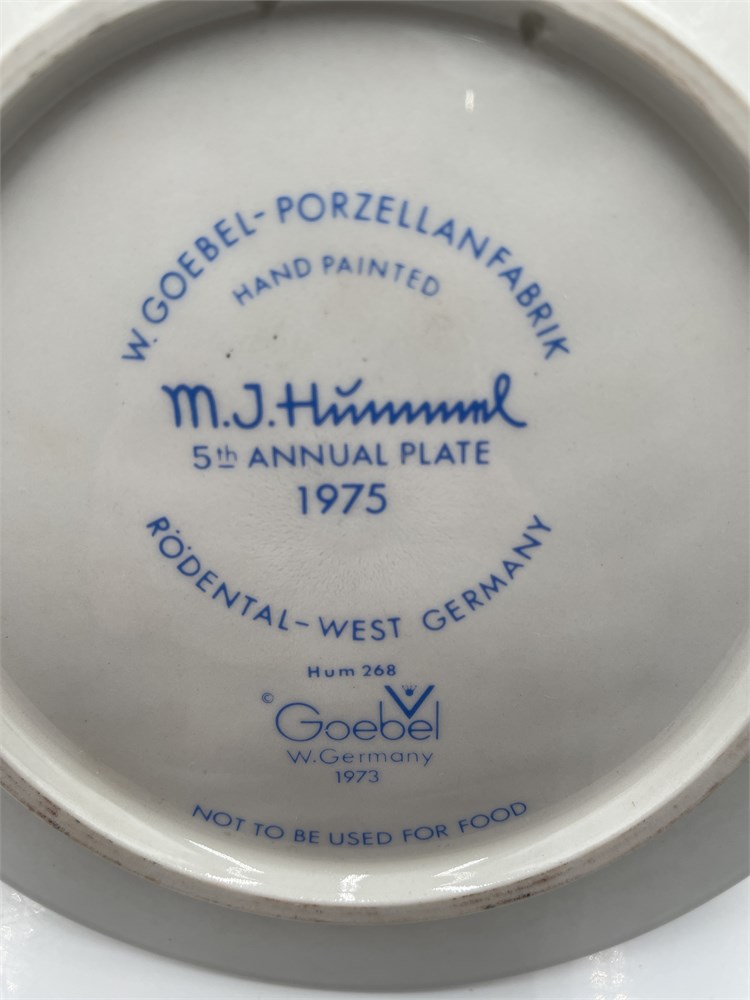 W. GOEBEL-PORZELLANFABRIK
HAND PAINTED
M.J.Hummel
5th ANNUAL PLATE
1975
RÖDENTAL-WEST GERMANY
Hum 268
© Goebel
W.Germany
1973
NOT TO BE USED FOR FOOD